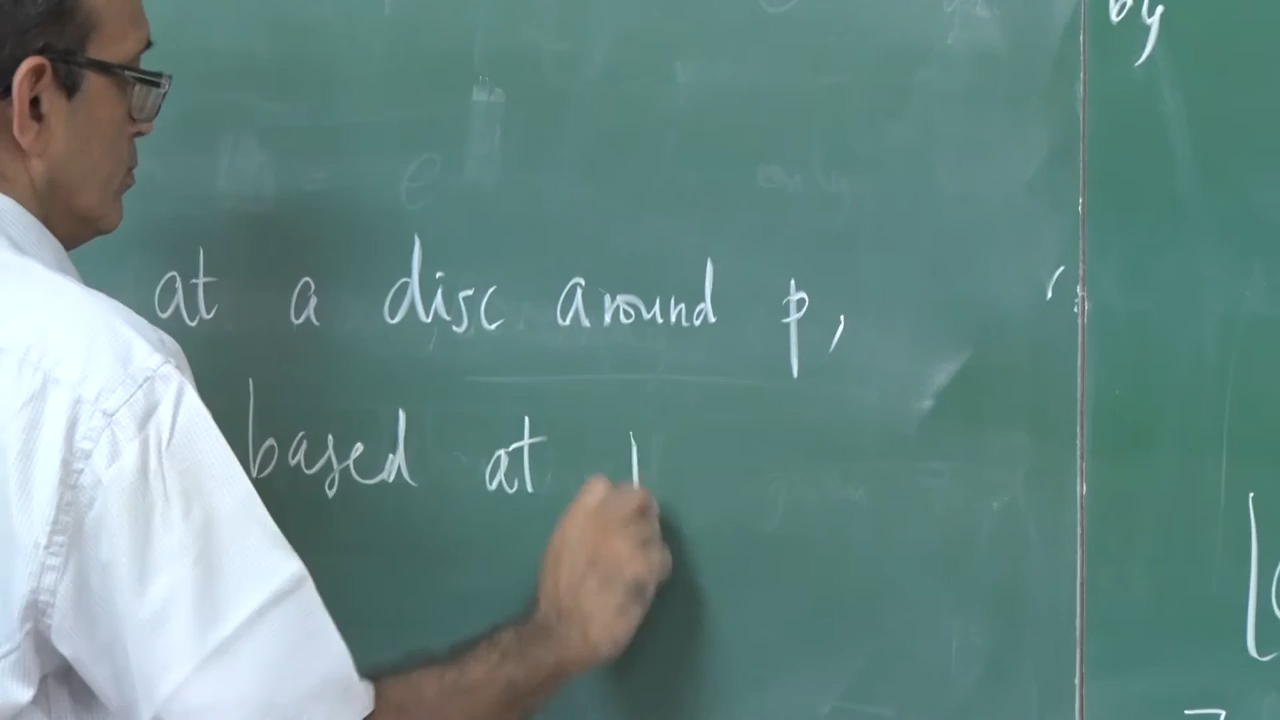 at a disc around p,
based at
by